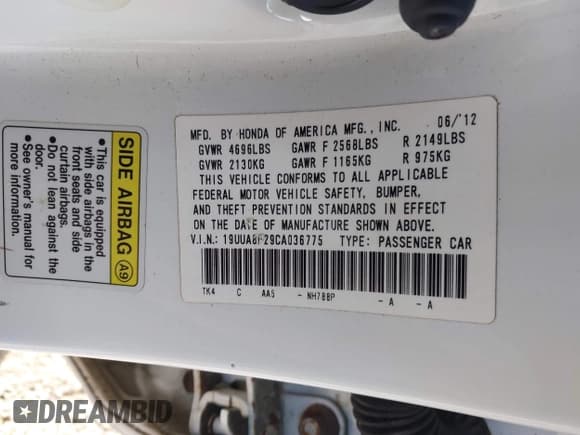 MFD. BY HONDA OF AMERICA MFG., INC. 06/'12
GVWR 4696LBS GAWR F 2568LBS R 2149LBS
GVWR 2130KG GAWR F 1165KG R 975KG
THIS VEHICLE CONFORMS TO ALL APPLICABLE
FEDERAL MOTOR VEHICLE SAFETY, BUMPER,
AND THEFT PREVENTION STANDARDS IN EFFECT
ON THE DATE OF MANUFACTURE SHOWN ABOVE.
V.I.N.: 19UUA8F29CA036775 TYPE: PASSENGER CAR
TK4 C AA5 - NH788P - A - A
SIDE AIRBAG A9
•This car is equipped
with side airbags in the
front seats and side
curtain airbags.
•Do not lean against the
door.
•See owner's manual for
more information.
DREAMBID